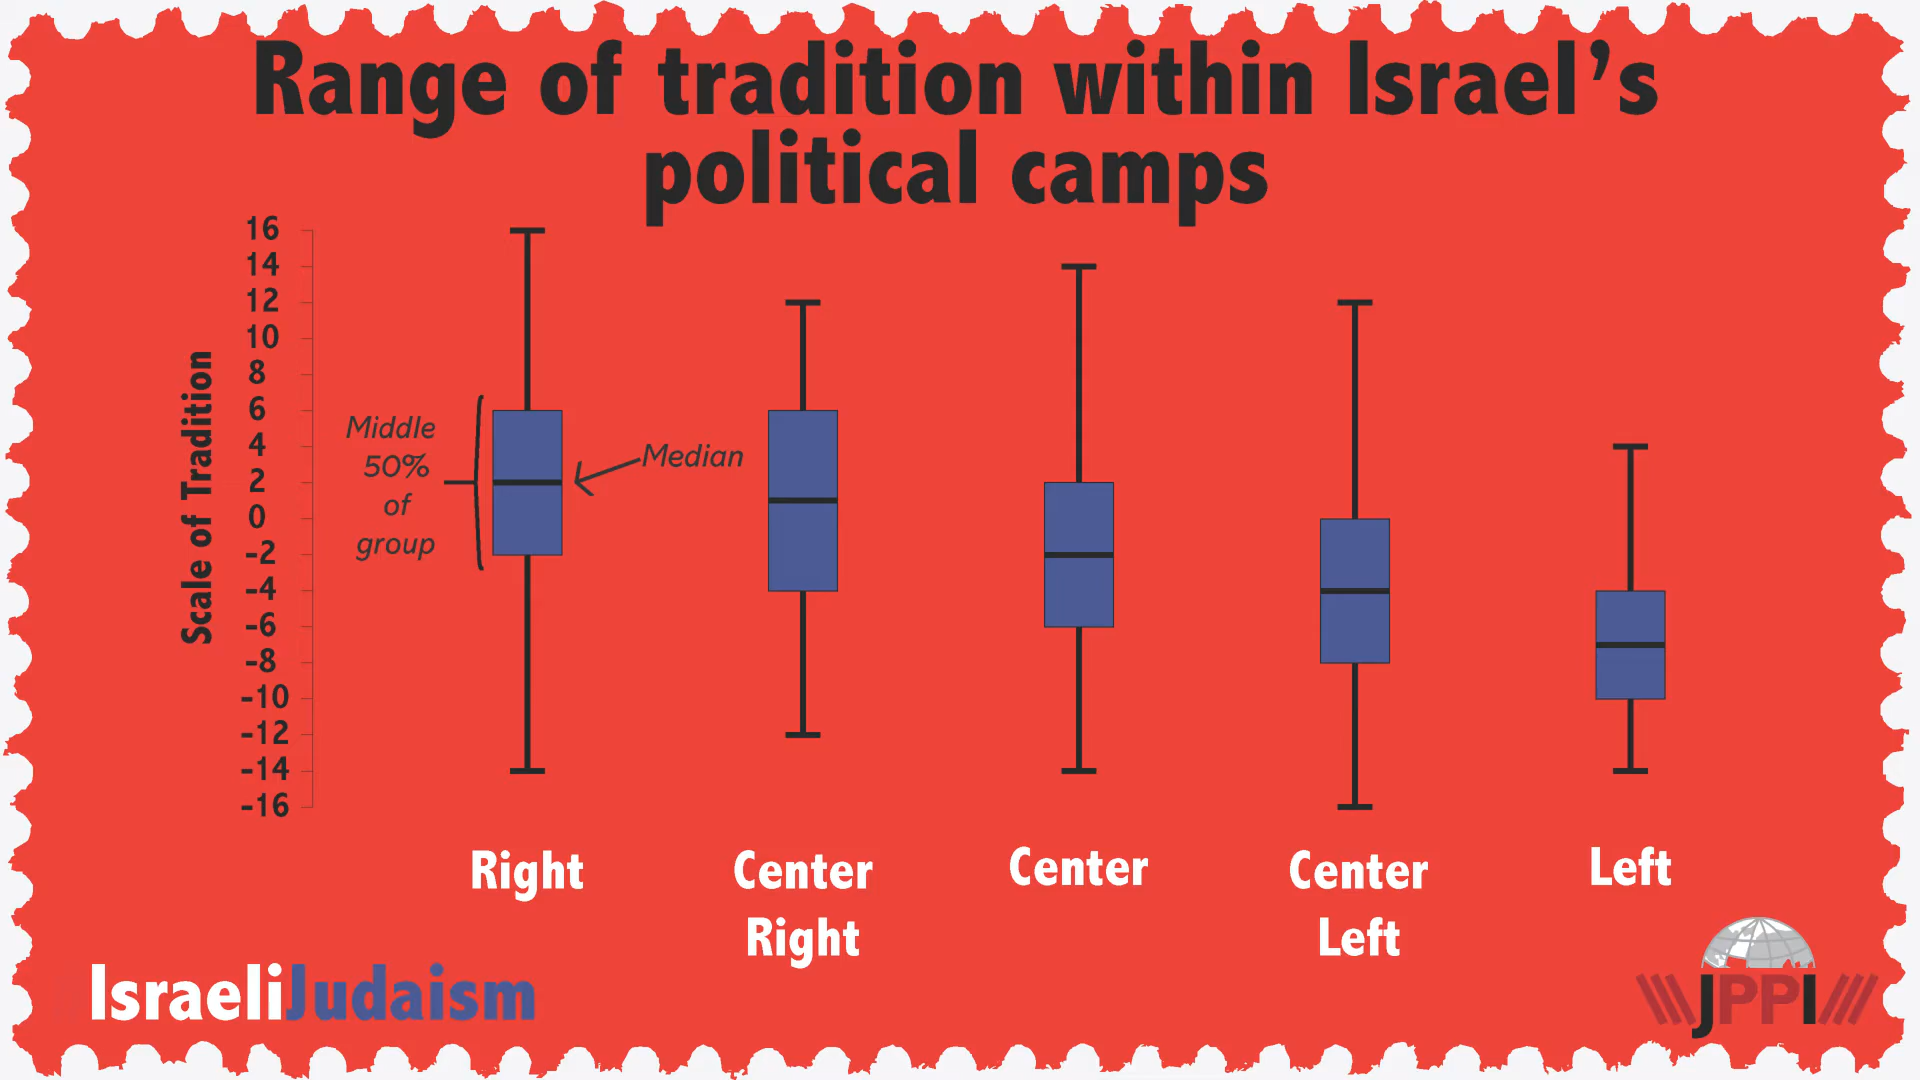 Range of tradition within Israel's
political camps
Scale of Tradition
16
14
12
10
8
6
4
2
0
-2
-4
-6
-8
-10
-12
-14
-16
Middle
50%
of
group
Median
Right
Center
Right
Center
Center
Left
Left
IsraeliJudaism
JPPI